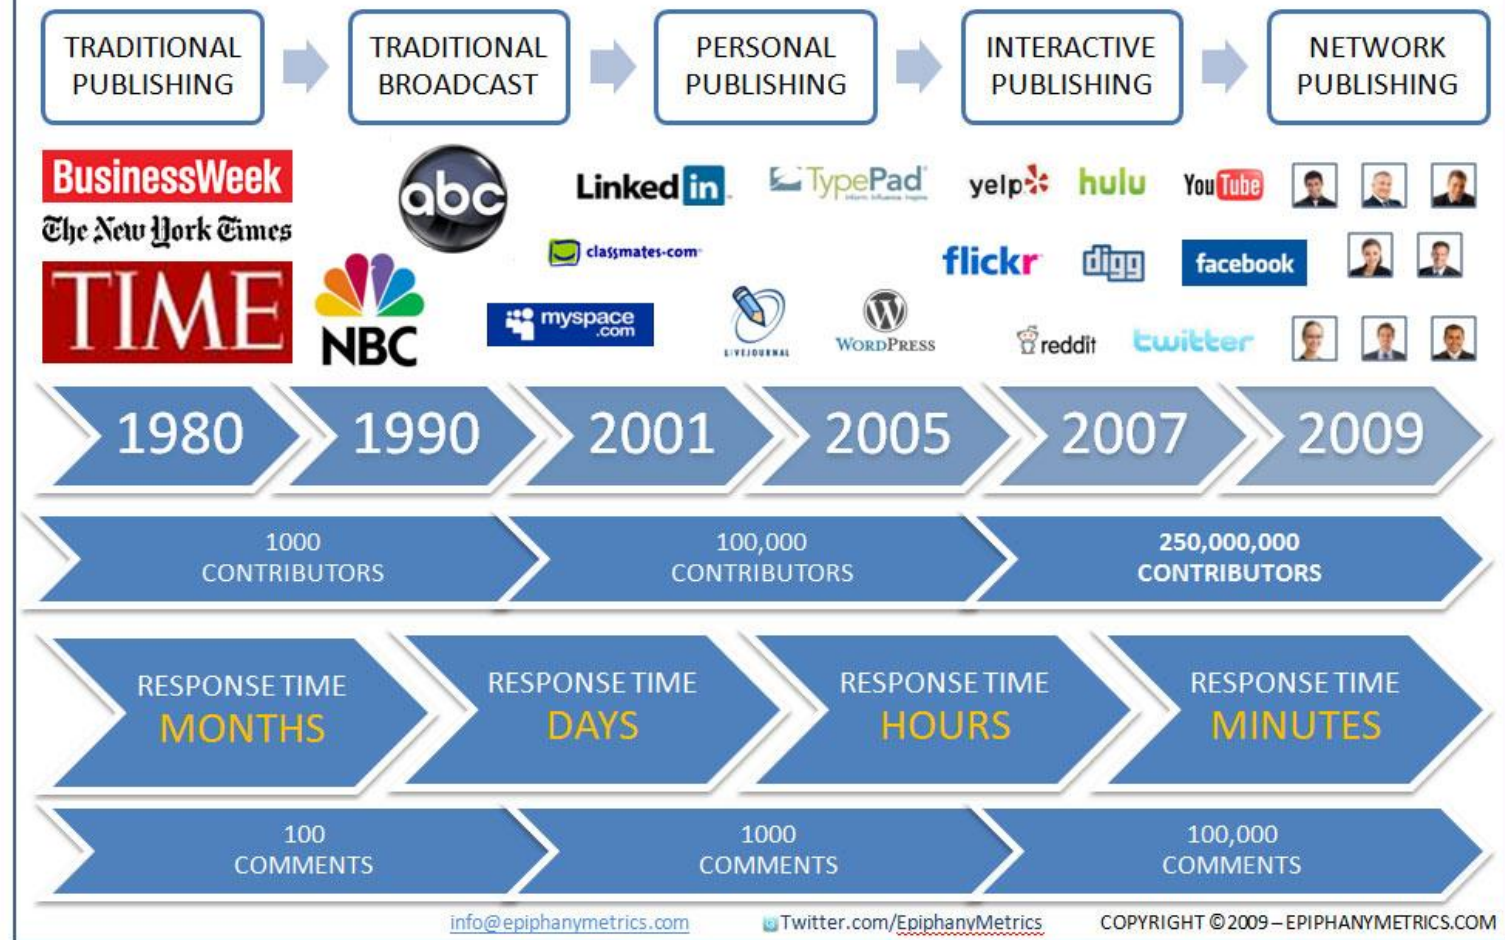 TRADITIONAL PUBLISHING
TRADITIONAL BROADCAST
PERSONAL PUBLISHING
INTERACTIVE PUBLISHING
NETWORK PUBLISHING
BusinessWeek
The New York Times
TIME
abc
NBC
Linked in
classmates.com
myspace
.com
TypePad
LIVEJOURNAL
WORDPRESS
yelp
hulu
YouTube
flickr
digg
facebook
reddit
twitter
1980
1990
2001
2005
2007
2009
1000
CONTRIBUTORS
100,000
CONTRIBUTORS
250,000,000
CONTRIBUTORS
RESPONSE TIME
MONTHS
RESPONSE TIME
DAYS
RESPONSE TIME
HOURS
RESPONSE TIME
MINUTES
100
COMMENTS
1000
COMMENTS
100,000
COMMENTS
info@epiphanymetrics.com
Twitter.com/EpiphanyMetrics
COPYRIGHT © 2009 – EPIPHANYMETRICS.COM